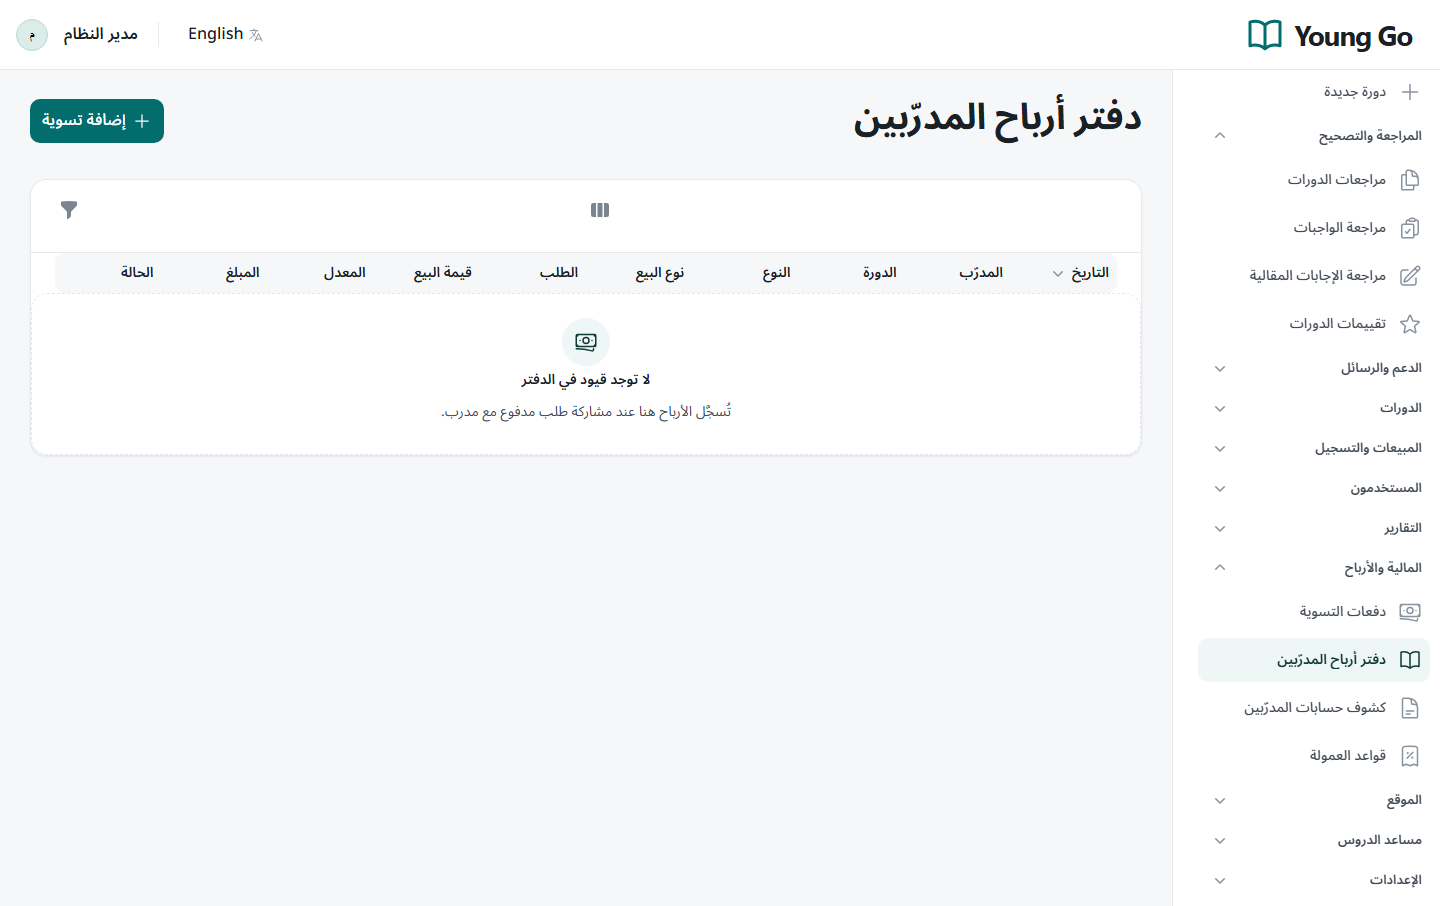 Young Go
English
مدير النظام
م
دورة جديدة
المراجعة والتصحيح
مراجعات الدورات
مراجعة الواجبات
مراجعة الإجابات المقالية
تقييمات الدورات
الدعم والرسائل
الدورات
المبيعات والتسجيل
المستخدمون
التقارير
المالية والأرباح
دفعات التسوية
دفتر أرباح المدرّبين
كشوف حسابات المدرّبين
قواعد العمولة
الموقع
مساعد الدروس
الإعدادات
دفتر أرباح المدرّبين
إضافة تسوية
التاريخ المدرّب الدورة النوع نوع البيع الطلب قيمة البيع المعدل المبلغ الحالة
لا توجد قيود في الدفتر
تُسجَّل الأرباح هنا عند مشاركة طلب مدفوع مع مدرب.